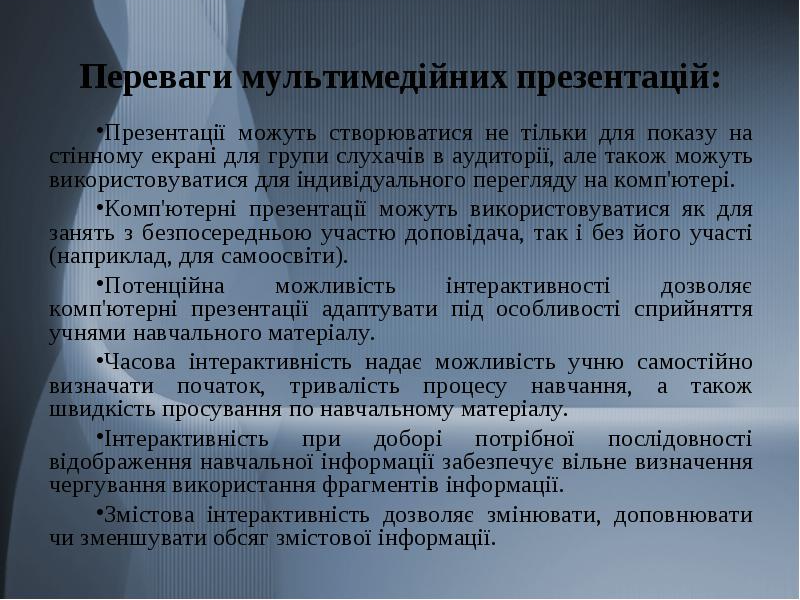 Переваги мультимедійних презентацій:
•Презентації можуть створюватися не тільки для показу на
стінному екрані для групи слухачів в аудиторії, але також можуть
використовуватися для індивідуального перегляду на комп'ютері.
•Комп'ютерні презентації можуть використовуватися як для
занять з безпосередньою участю доповідача, так і без його участі
(наприклад, для самоосвіти).
•Потенційна можливість інтерактивності дозволяє
комп'ютерні презентації адаптувати під особливості сприйняття
учнями навчального матеріалу.
•Часова інтерактивність надає можливість учню самостійно
визначати початок, тривалість процесу навчання, а також
швидкість просування по навчальному матеріалу.
•Інтерактивність при доборі потрібної послідовності
відображення навчальної інформації забезпечує вільне визначення
чергування використання фрагментів інформації.
•Змістова інтерактивність дозволяє змінювати, доповнювати
чи зменшувати обсяг змістової інформації.